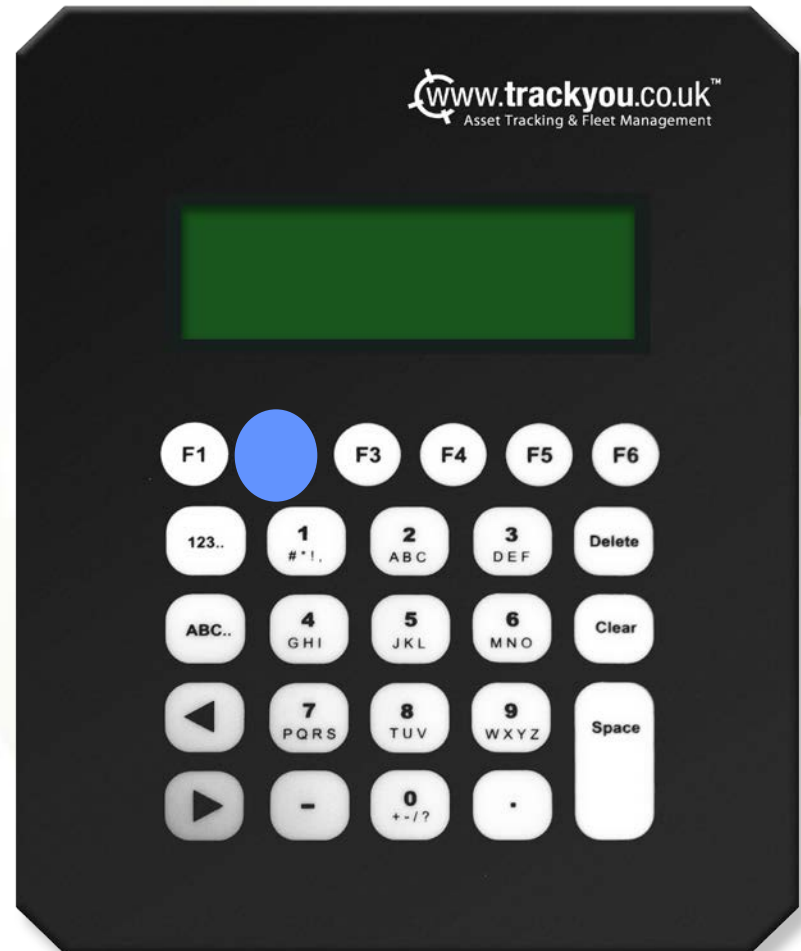 www.trackyou.co.uk™
Asset Tracking & Fleet Management
F1 F3 F4 F5 F6
123.. 1 2 3 Delete
#*!, ABC DEF
ABC.. 4 5 6 Clear
GHI JKL MNO
7 8 9 Space
PQRS TUV WXYZ
- 0 .
+-/?